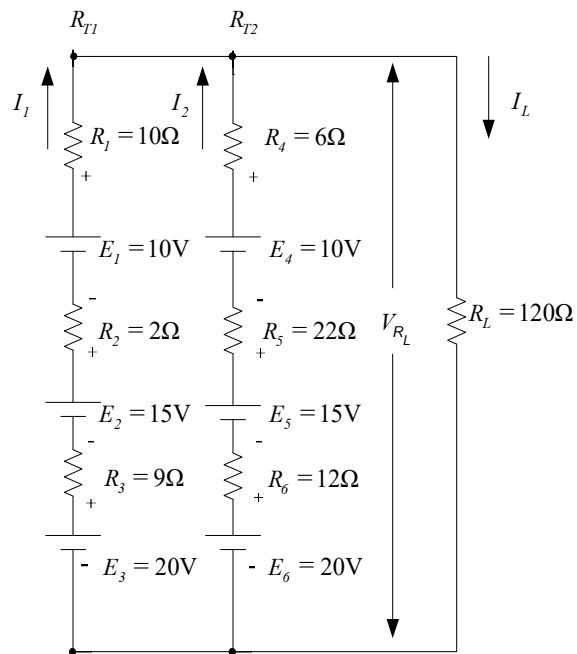 R_T1 R_T2
I_1 I_2 I_L
R_1 = 10Ω R_4 = 6Ω
+ +
E_1 = 10V E_4 = 10V
- -
R_2 = 2Ω R_5 = 22Ω V_RL R_L = 120Ω
+ +
E_2 = 15V E_5 = 15V
- -
R_3 = 9Ω R_6 = 12Ω
+ +
- E_3 = 20V - E_6 = 20V